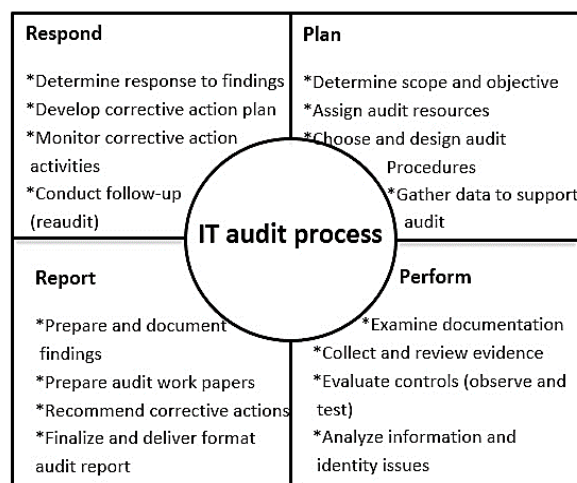 Respond
*Determine response to findings
*Develop corrective action plan
*Monitor corrective action
activities
*Conduct follow-up
(reaudit)
Plan
*Determine scope and objective
*Assign audit resources
*Choose and design audit
Procedures
*Gather data to support
audit
IT audit process
Report
*Prepare and document
findings
*Prepare audit work papers
*Recommend corrective actions
*Finalize and deliver format
audit report
Perform
*Examine documentation
*Collect and review evidence
*Evaluate controls (observe and
test)
*Analyze information and
identity issues